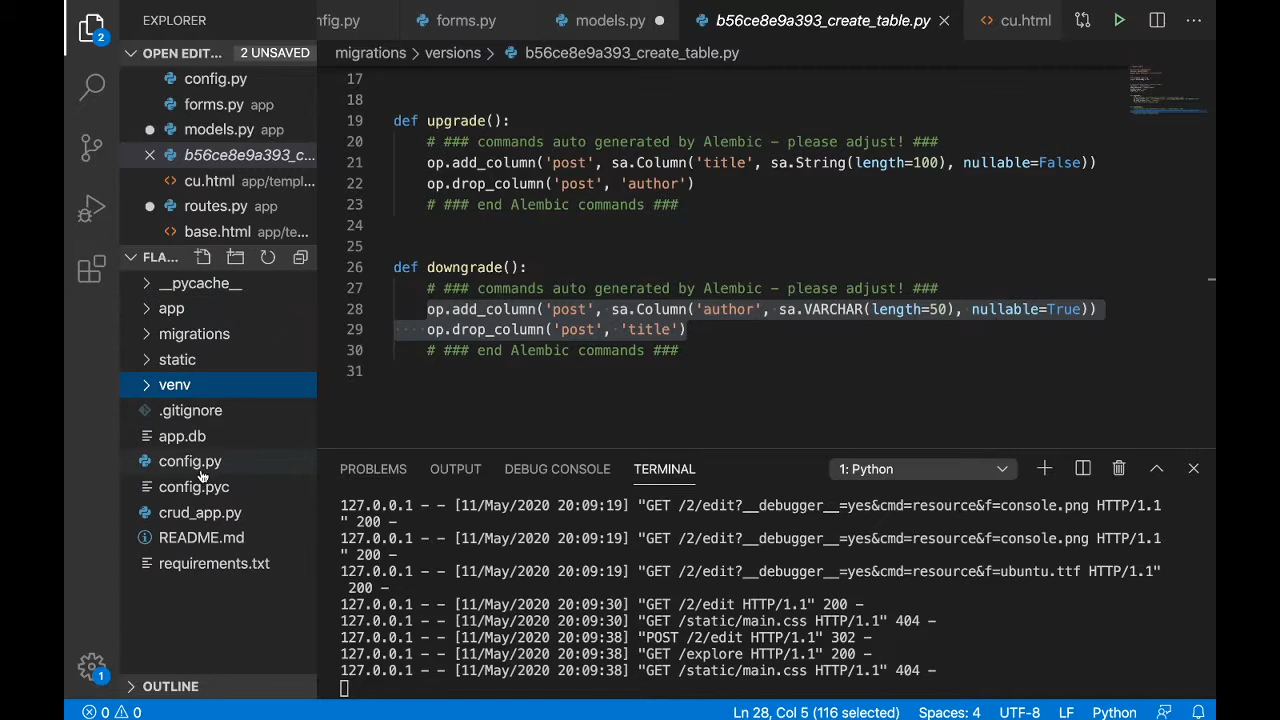 EXPLORER
nfig.py
forms.py
models.py
b56ce8e9a393_create_table.py
cu.html
2
OPEN EDIT...
2 UNSAVED
migrations
versions
b56ce8e9a393_create_table.py
config.py
forms.py app
models.py app
b56ce8e9a393_c...
cu.html app/templ...
routes.py app
base.html app/te...
FLA...
__pycache__
app
migrations
static
venv
.gitignore
app.db
config.py
config.pyc
crud_app.py
README.md
requirements.txt
OUTLINE
1
17
18
19 def upgrade():
20 # ### commands auto generated by Alembic - please adjust! ###
21 op.add_column('post', sa.Column('title', sa.String(length=100), nullable=False))
22 op.drop_column('post', 'author')
23 # ### end Alembic commands ###
24
25
26 def downgrade():
27 # ### commands auto generated by Alembic - please adjust! ###
28 op.add_column('post', sa.Column('author', sa.VARCHAR(length=50), nullable=True))
29 op.drop_column('post', 'title')
30 # ### end Alembic commands ###
31
PROBLEMS
OUTPUT
DEBUG CONSOLE
TERMINAL
1: Python
127.0.0.1 - - [11/May/2020 20:09:19] "GET /2/edit?__debugger__=yes&cmd=resource&f=console.png HTTP/1.1
" 200 -
127.0.0.1 - - [11/May/2020 20:09:19] "GET /2/edit?__debugger__=yes&cmd=resource&f=console.png HTTP/1.1
" 200 -
127.0.0.1 - - [11/May/2020 20:09:19] "GET /2/edit?__debugger__=yes&cmd=resource&f=ubuntu.ttf HTTP/1.1"
200 -
127.0.0.1 - - [11/May/2020 20:09:30] "GET /2/edit HTTP/1.1" 200 -
127.0.0.1 - - [11/May/2020 20:09:30] "GET /static/main.css HTTP/1.1" 404 -
127.0.0.1 - - [11/May/2020 20:09:38] "POST /2/edit HTTP/1.1" 302 -
127.0.0.1 - - [11/May/2020 20:09:38] "GET /explore HTTP/1.1" 200 -
127.0.0.1 - - [11/May/2020 20:09:38] "GET /static/main.css HTTP/1.1" 404 -
0
0
Ln 28, Col 5 (116 selected)
Spaces: 4
UTF-8
LF
Python